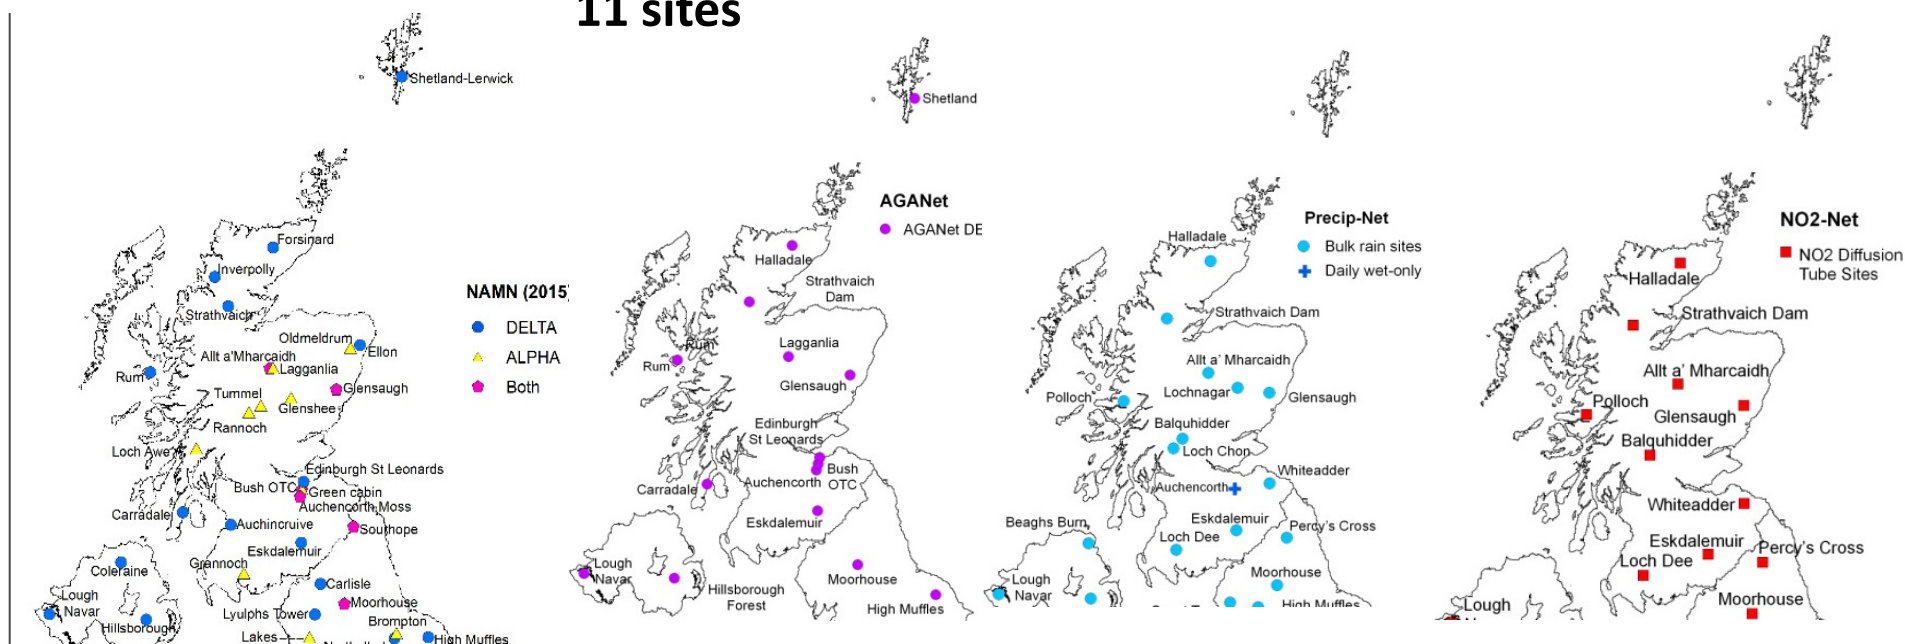 11 sites
Shetland-Lerwick
Forsinard
Inverpolly
Strathvaich
Oldmeldrum
Ellon
Allt a'Mharcaidh
Lagganlia
Rum
Tummel
Glensaugh
Glenshee
Rannoch
Loch Awe
Edinburgh St Leonards
Bush OTC
Green cabin
Auchencorth Moss
Carradale
Auchincruive
Southope
Eskdalemuir
Coleraine
Grannoch
Carlisle
Lough
Navar
Lyulphs Tower
Moorhouse
Hillsborough
Brompton
Lakes
High Muffles
NAMN (2015)
DELTA
ALPHA
Both
Shetland
AGANet
AGANet DE
Halladale
Strathvaich
Dam
Rum
Rum
Lagganlia
Glensaugh
Edinburgh
St Leonards
Bush
OTC
Auchencorth
Carradale
Eskdalemuir
Lough
Navar
Hillsborough
Forest
Moorhouse
High Muffles
Precip-Net
Bulk rain sites
Daily wet-only
Halladale
Strathvaich Dam
Allt a' Mharcaidh
Lochnagar
Glensaugh
Polloch
Balquhidder
Loch Chon
Whiteadder
Auchencorth
Beaghs Burn
Eskdalemuir
Percy's Cross
Loch Dee
Lough
Navar
Moorhouse
High Muffles
NO2-Net
NO2 Diffusion
Tube Sites
Halladale
Strathvaich Dam
Allt a' Mharcaidh
Polloch
Glensaugh
Balquhidder
Whiteadder
Eskdalemuir
Percy's Cross
Loch Dee
Moorhouse
Lough